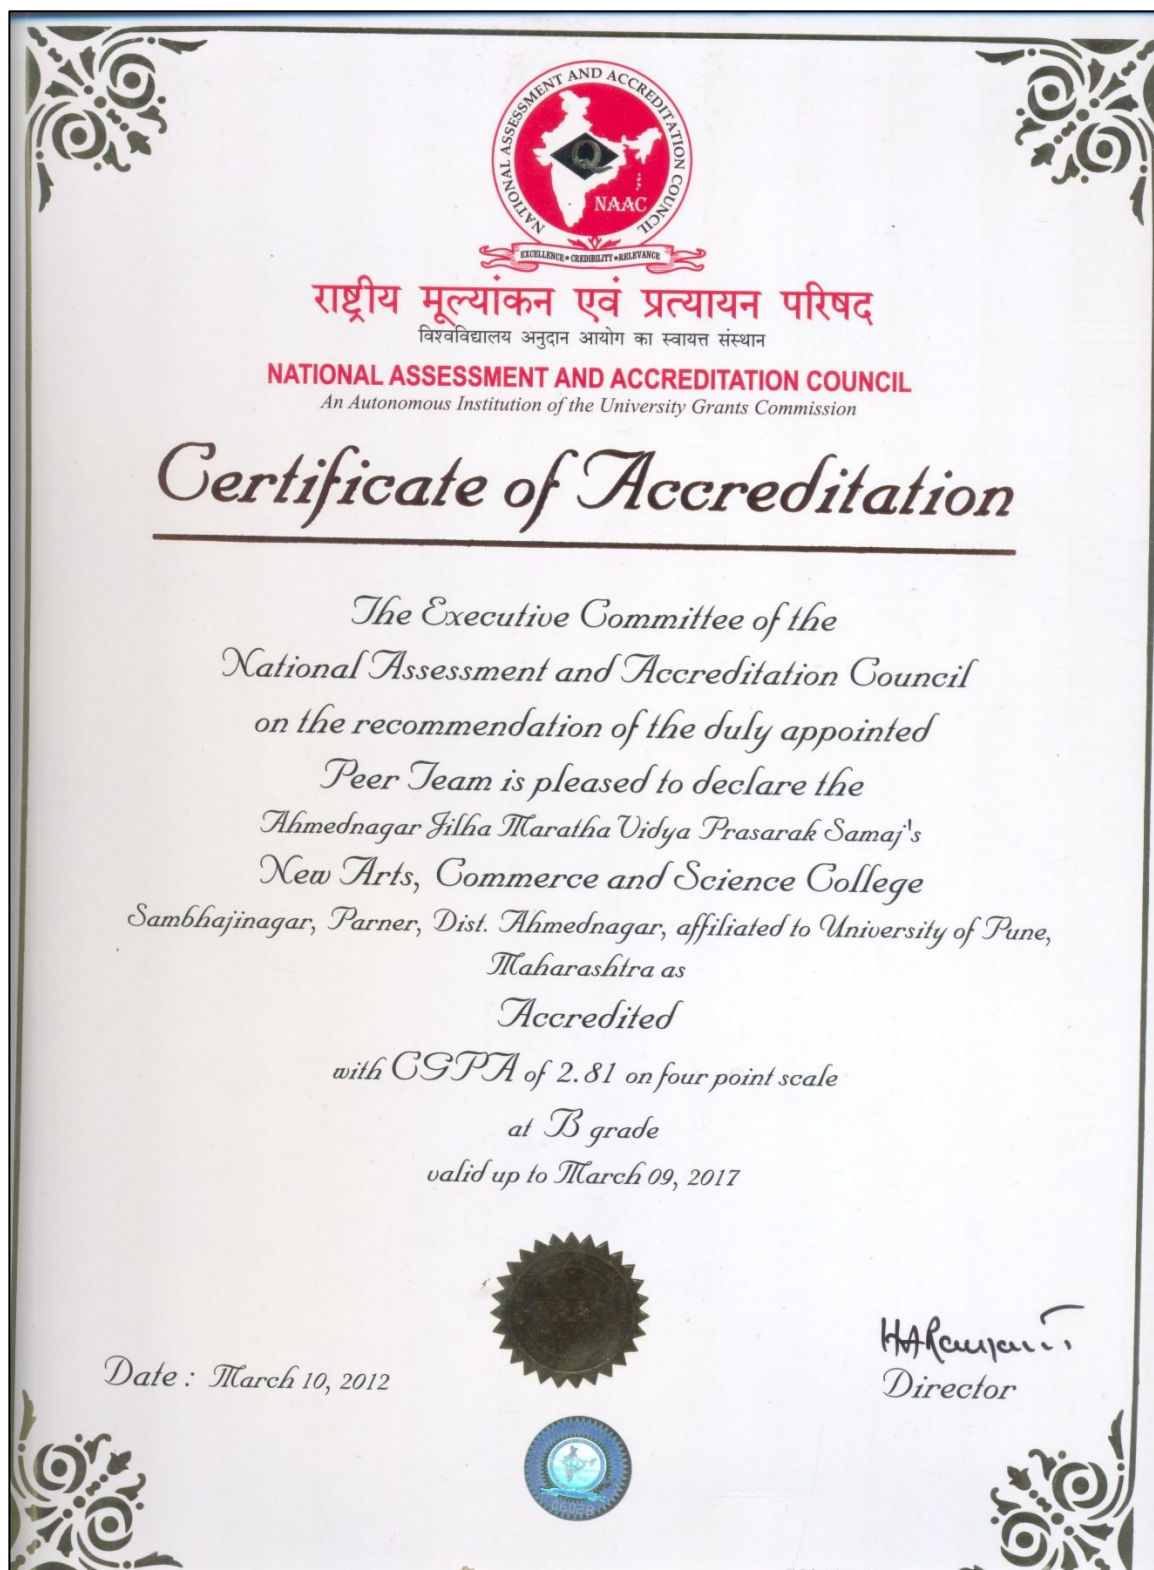 NATIONAL ASSESSMENT AND ACCREDITATION COUNCIL
Q
NAAC
EXCELLENCE • CREDIBILITY • RELEVANCE
राष्ट्रीय मूल्यांकन एवं प्रत्यायन परिषद
विश्वविद्यालय अनुदान आयोग का स्वायत्त संस्थान
NATIONAL ASSESSMENT AND ACCREDITATION COUNCIL
An Autonomous Institution of the University Grants Commission
Certificate of Accreditation
The Executive Committee of the
National Assessment and Accreditation Council
on the recommendation of the duly appointed
Peer Team is pleased to declare the
Ahmednagar Jilha Maratha Vidya Prasarak Samaj's
New Arts, Commerce and Science College
Sambhajinagar, Parner, Dist. Ahmednagar, affiliated to University of Pune,
Maharashtra as
Accredited
with CGPA of 2.81 on four point scale
at B grade
valid up to March 09, 2017
Date : March 10, 2012
Director